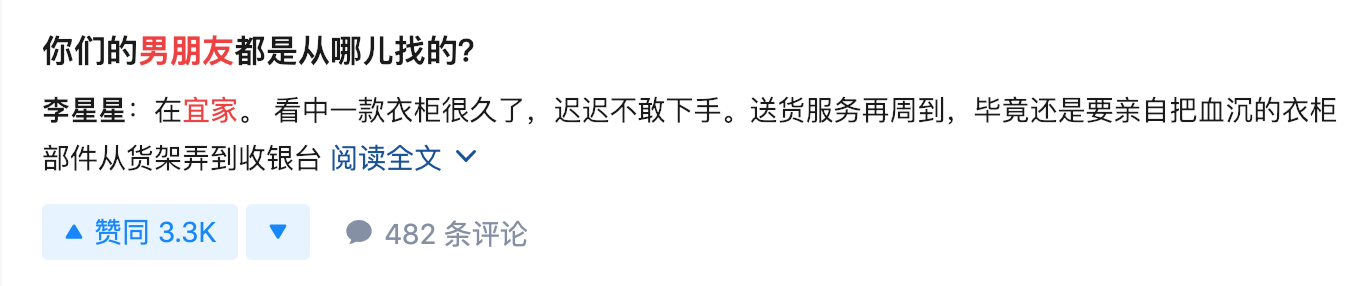 你们的男朋友都是从哪儿找的?
李星星：在宜家。 看中一款衣柜很久了，迟迟不敢下手。送货服务再周到，毕竟还是要亲自把血沉的衣柜
部件从货架弄到收银台 阅读全文
赞同 3.3K 482 条评论